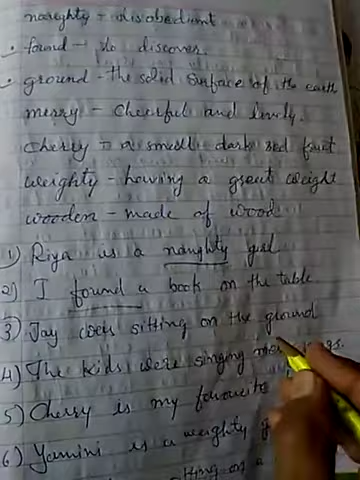 naughty - disobedient
found - to discover
ground - the solid surface of the earth
merry - cheerful and lively.
cherry - a small dark red fruit
weighty - having a great weight
wooden - made of wood
1) Riya is a naughty girl
2) I found a book on the table
3) Jay was sitting on the ground
4) The kids were singing
5) Cherry is my favourite
6) Yamini is a weighty
on a